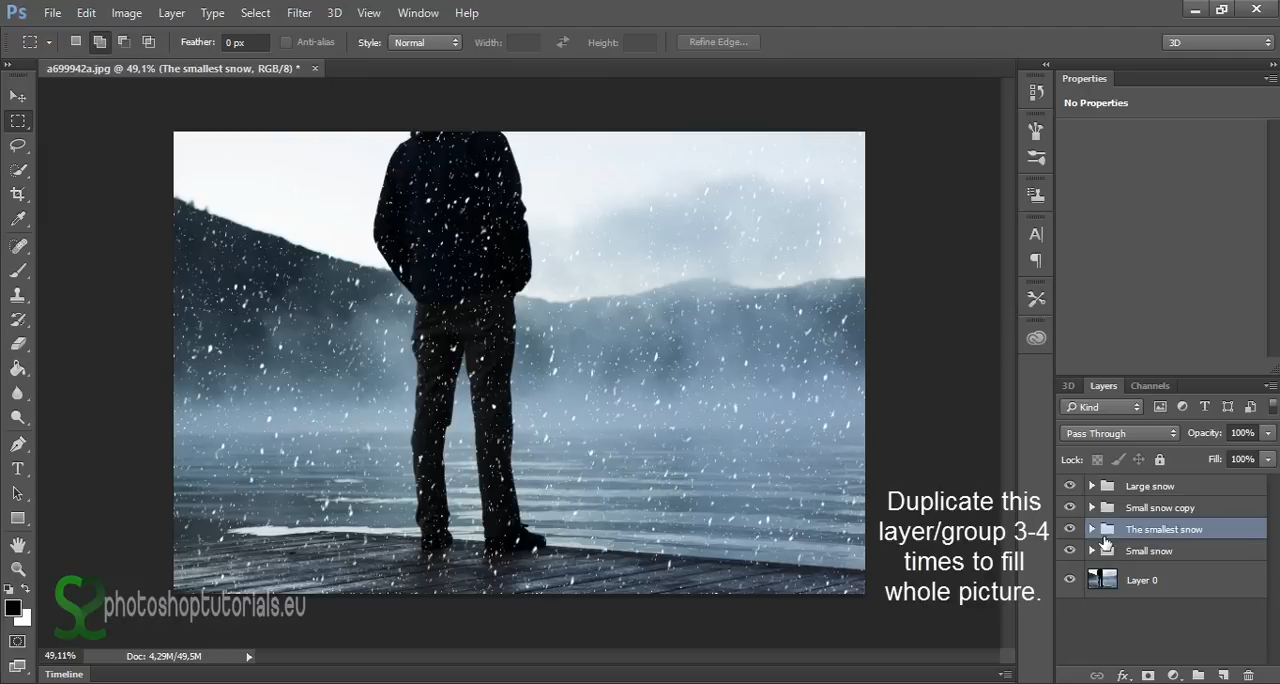 Ps File Edit Image Layer Type Select Filter 3D View Window Help
Feather: 0 px Anti-alias Style: Normal Width: Height: Refine Edge... 3D
a699942a.jpg @ 49,1% (The smallest snow, RGB/8) * ×
Properties
No Properties
3D Layers Channels
Kind
Pass Through Opacity: 100%
Lock: Fill: 100%
Large snow
Small snow copy
The smallest snow
Small snow
Layer 0
Duplicate this
layer/group 3-4
times to fill
whole picture.
photoshoptutorials.eu
49,11% Doc: 4,29M/49,5M
Timeline